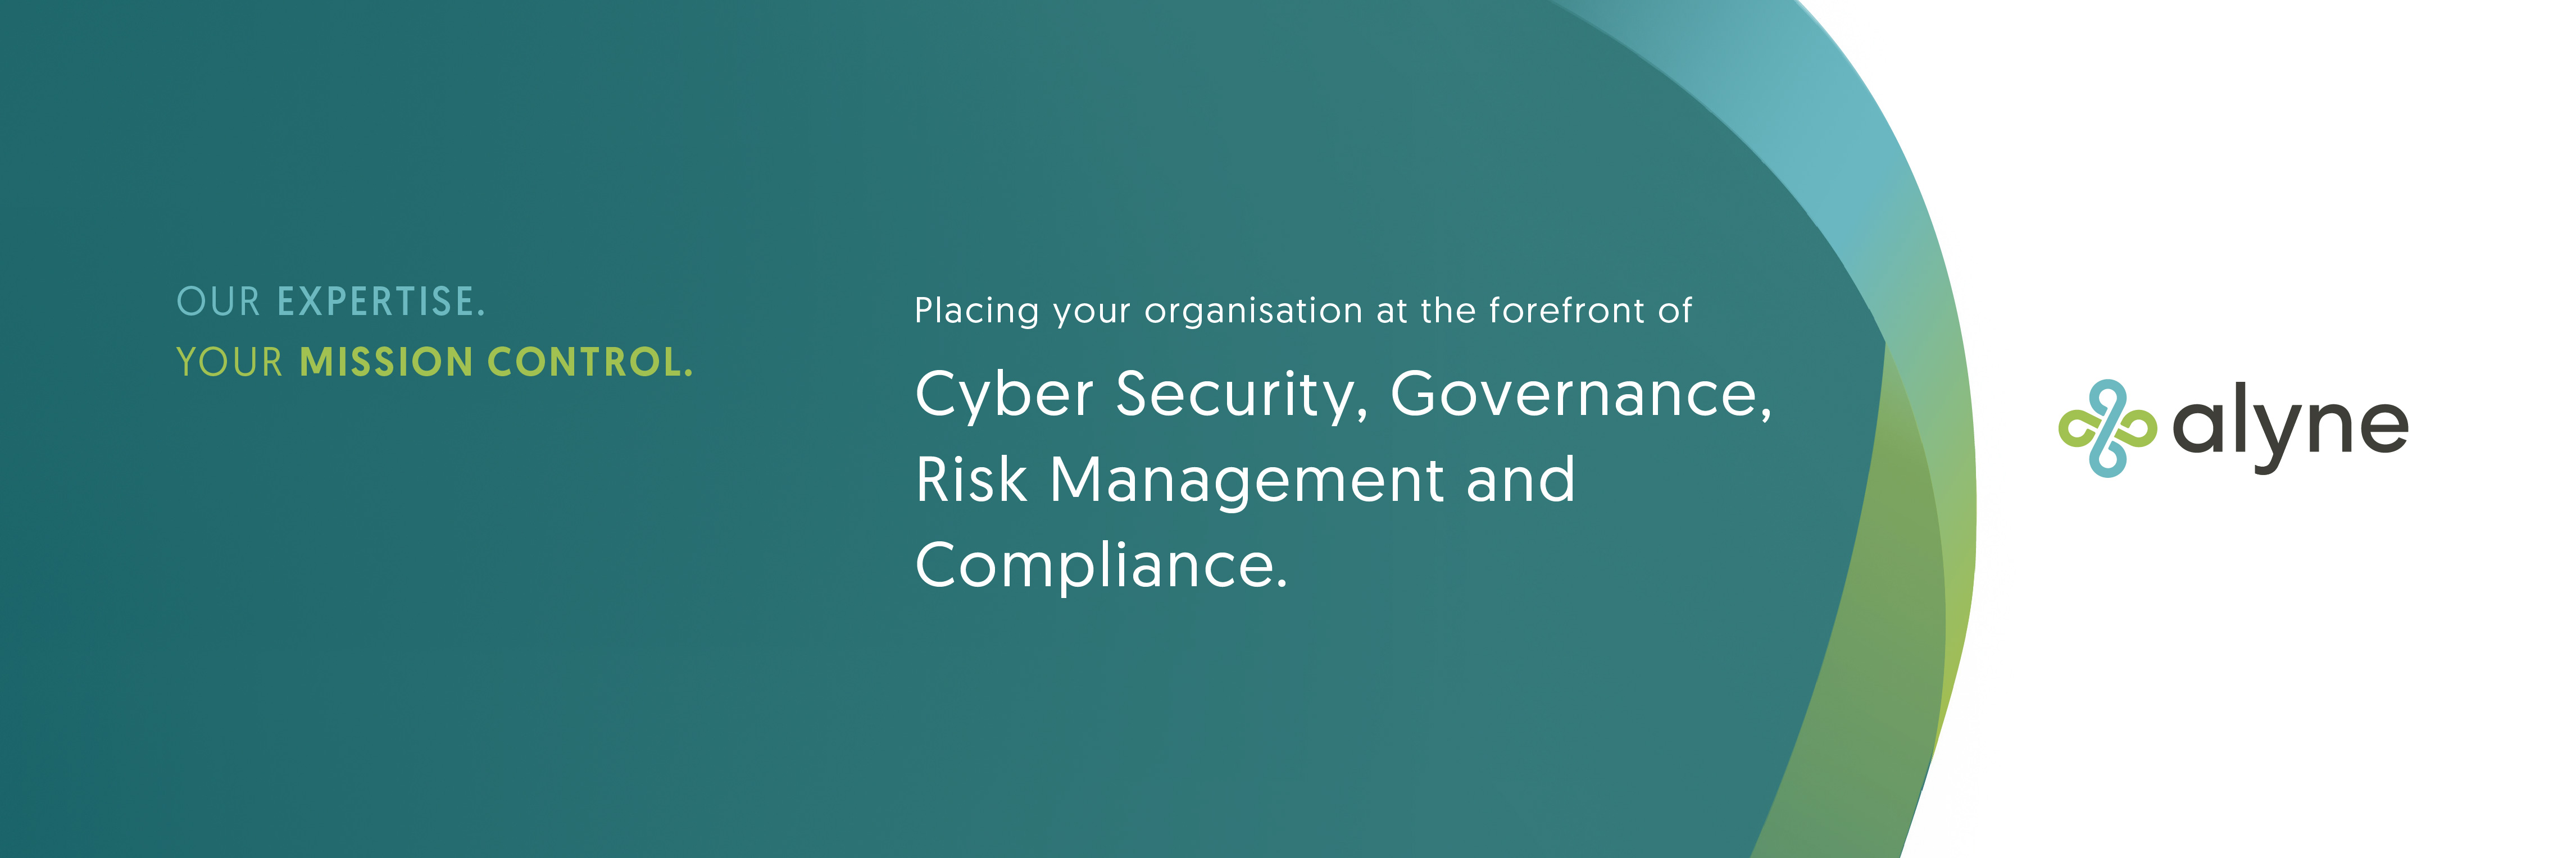 OUR EXPERTISE.
YOUR MISSION CONTROL.
Placing your organisation at the forefront of
Cyber Security, Governance,
Risk Management and
Compliance.
alyne